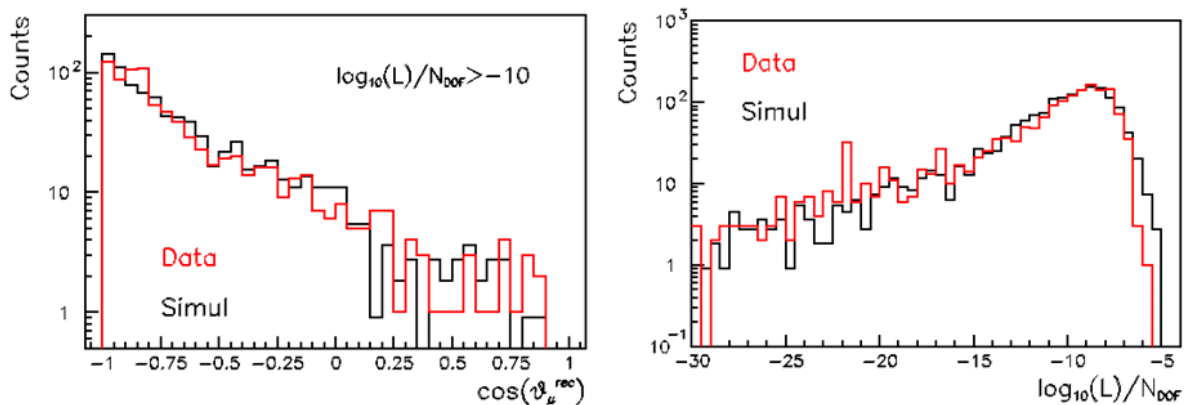 Counts
10²
10
1
log₁₀(L)/N_DOF>−10
Data
Simul
−1 −0.75 −0.5 −0.25 0 0.25 0.5 0.75 1
cos(ϑ_μ^rec)
Counts
10³
10²
10
1
10⁻¹
Data
Simul
−30 −25 −20 −15 −10 −5
log₁₀(L)/N_DOF